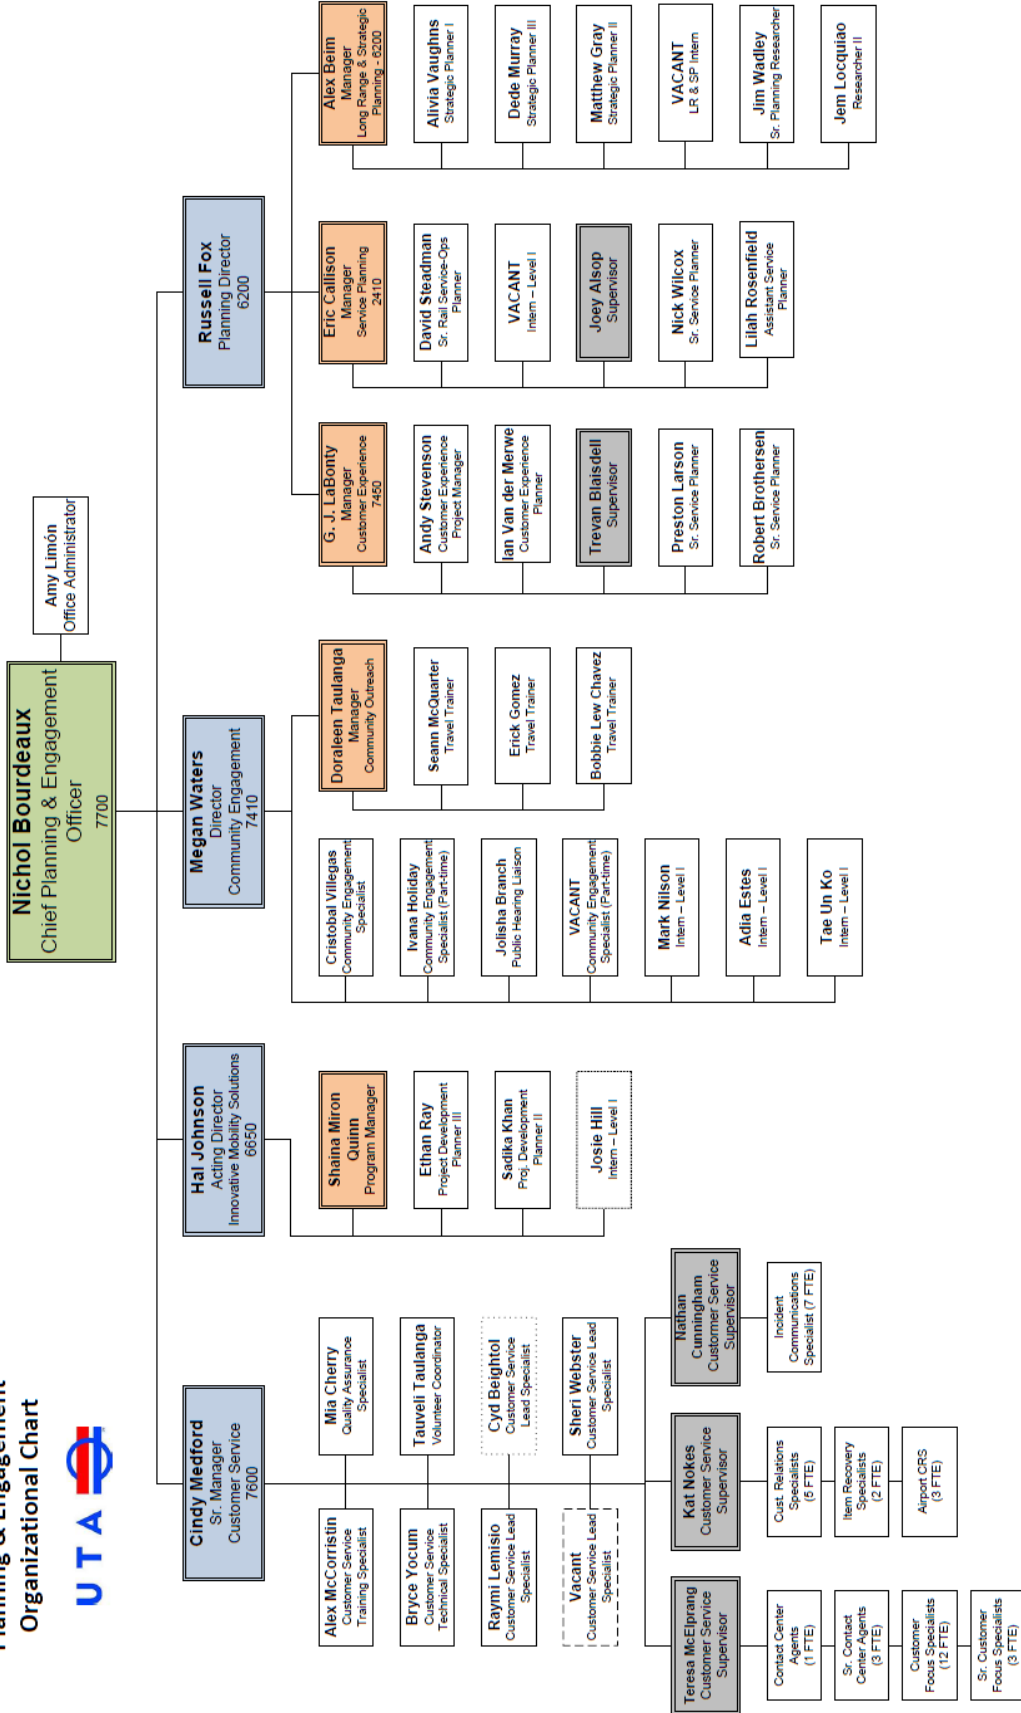 Planning & Engagement
Organizational Chart
U T A
Nichol Bourdeaux
Chief Planning & Engagement
Officer
7700
Amy Limón
Office Administrator
Cindy Medford
Sr. Manager
Customer Service
7600
Hal Johnson
Acting Director
Innovative Mobility Solutions
6650
Megan Waters
Director
Community Engagement
7410
Russell Fox
Planning Director
6200
Alex McCorristin
Customer Service
Training Specialist
Mia Cherry
Quality Assurance
Specialist
Bryce Yocum
Customer Service
Technical Specialist
Tauveli Taulanga
Volunteer Coordinator
Raymi Lemisio
Customer Service Lead
Specialist
Cyd Beightol
Customer Service
Lead Specialist
Vacant
Customer Service Lead
Specialist
Sheri Webster
Customer Service Lead
Specialist
Teresa McElprang
Customer Service
Supervisor
Contact Center
Agents
(1 FTE)
Sr. Contact
Center Agents
(3 FTE)
Customer
Focus Specialists
(12 FTE)
Sr. Customer
Focus Specialists
(3 FTE)
Kat Nokes
Customer Service
Supervisor
Cust. Relations
Specialists
(5 FTE)
Item Recovery
Specialists
(2 FTE)
Airport CRS
(3 FTE)
Nathan
Cunningham
Custormer Service
Supervisor
Incident
Communications
Specialist (7 FTE)
Shaina Miron
Quinn
Program Manager
Ethan Ray
Project Development
Planner III
Sadika Khan
Proj. Development
Planner II
Josie Hill
Intern – Level I
Cristobal Villegas
Community Engagement
Specialist
Ivana Holiday
Community Engagement
Specialist (Part-time)
Jolisha Branch
Public Hearing Liaison
VACANT
Community Engagement
Specialist (Part-time)
Mark Nilson
Intern – Level I
Adia Estes
Intern – Level I
Tae Un Ko
Intern – Level I
Doraleen Taulanga
Manager
Community Outreach
Seann McQuarter
Travel Trainer
Erick Gomez
Travel Trainer
Bobbie Lew Chavez
Travel Trainer
G. J. LaBonty
Manager
Customer Experience
7450
Andy Stevenson
Customer Experience
Project Manager
Ian Van der Merwe
Customer Experience
Planner
Trevan Blaisdell
Supervisor
Preston Larson
Sr. Service Planner
Robert Brothersen
Sr. Service Planner
Eric Callison
Manager
Service Planning
2410
David Steadman
Sr. Rail Service-Ops
Planner
VACANT
Intern – Level I
Joey Alsop
Supervisor
Nick Wilcox
Sr. Service Planner
Lilah Rosenfield
Assistant Service
Planner
Alex Beim
Manager
Long Range & Strategic
Planning - 6200
Alivia Vaughns
Strategic Planner I
Dede Murray
Strategic Planner III
Matthew Gray
Strategic Planner II
VACANT
LR & SP Intern
Jim Wadley
Sr. Planning Researcher
Jem Locquiao
Researcher II